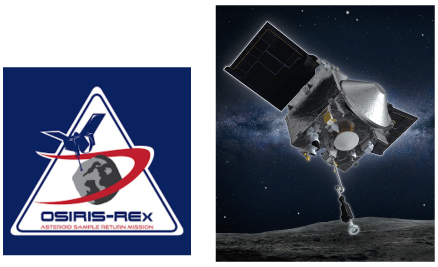 OSIRIS-REx
ASTEROID SAMPLE RETURN MISSION